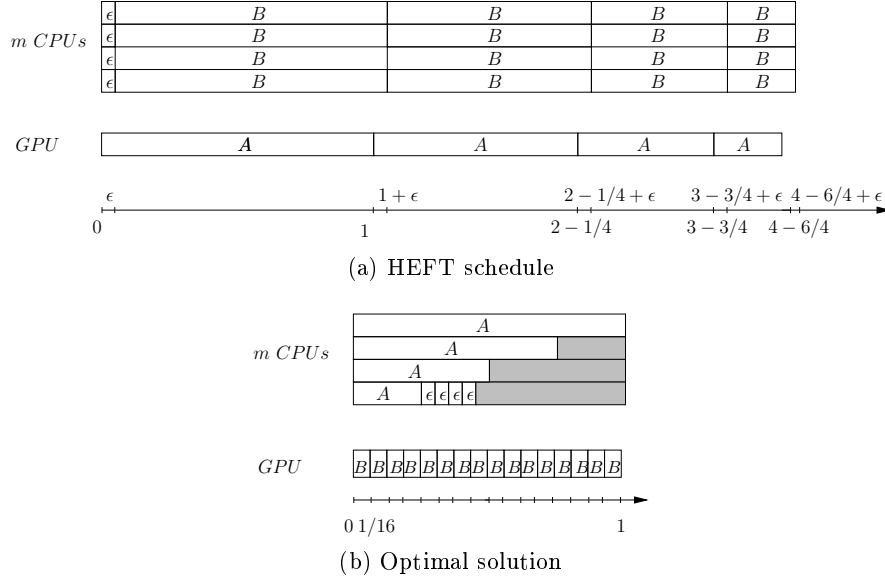 ϵ B B B B
m CPUs ϵ B B B B
ϵ B B B B
ϵ B B B B
GPU A A A A
ϵ 1 + ϵ 2 − 1/4 + ϵ 3 − 3/4 + ϵ 4 − 6/4 + ϵ
0 1 2 − 1/4 3 − 3/4 4 − 6/4
(a) HEFT schedule
A
m CPUs A
A
A ϵ ϵ ϵ ϵ
GPU B B B B B B B B B B B B B B B B
0 1/16 1
(b) Optimal solution